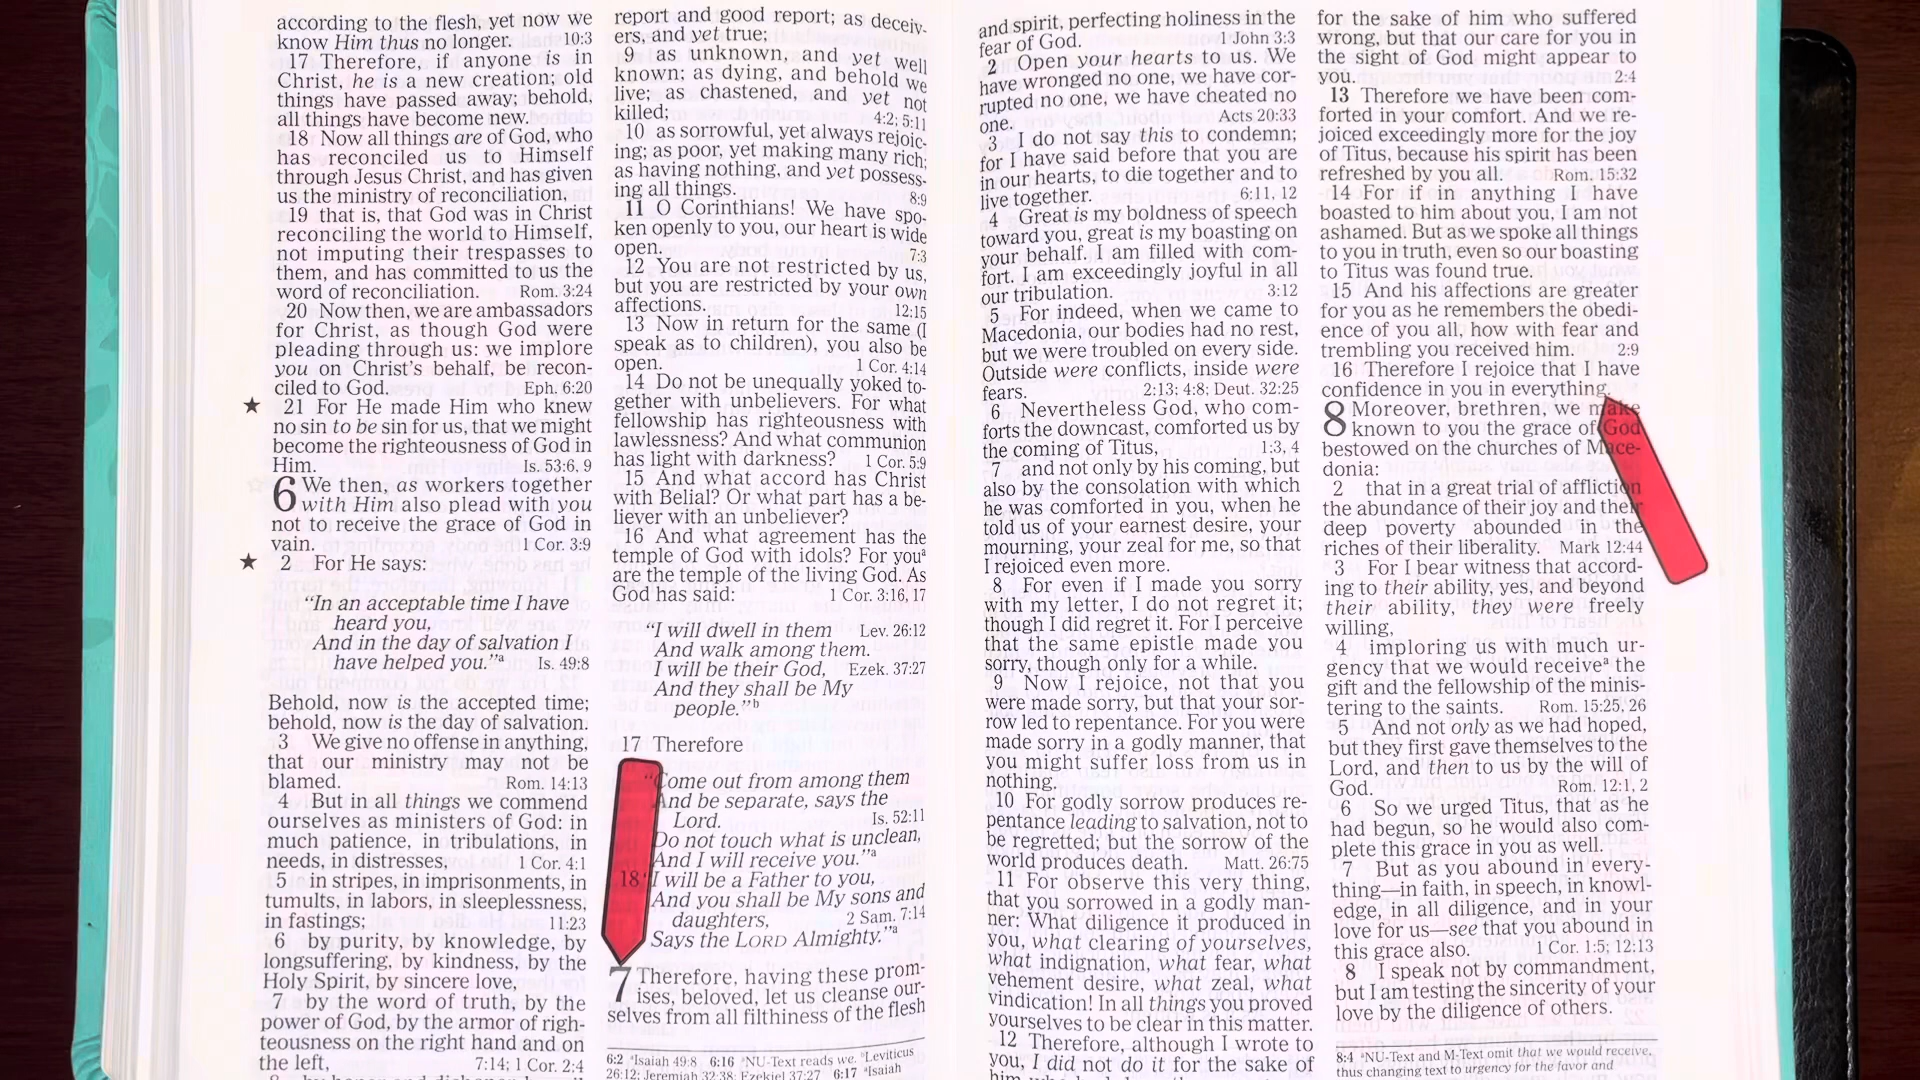 according to the flesh, yet now we
know Him thus no longer. 10:3
17 Therefore, if anyone is in
Christ, he is a new creation; old
things have passed away; behold,
all things have become new.
18 Now all things are of God, who
has reconciled us to Himself
through Jesus Christ, and has given
us the ministry of reconciliation,
19 that is, that God was in Christ
reconciling the world to Himself,
not imputing their trespasses to
them, and has committed to us the
word of reconciliation. Rom. 3:24
20 Now then, we are ambassadors
for Christ, as though God were
pleading through us: we implore
you on Christ's behalf, be recon-
ciled to God. Eph. 6:20
★ 21 For He made Him who knew
no sin to be sin for us, that we might
become the righteousness of God in
Him. Is. 53:6, 9
6 We then, as workers together
with Him also plead with you
not to receive the grace of God in
vain. 1 Cor. 3:9
★ 2 For He says:
“In an acceptable time I have
heard you,
And in the day of salvation I
have helped you.”a Is. 49:8
Behold, now is the accepted time;
behold, now is the day of salvation.
3 We give no offense in anything,
that our ministry may not be
blamed. Rom. 14:13
4 But in all things we commend
ourselves as ministers of God: in
much patience, in tribulations, in
needs, in distresses, 1 Cor. 4:1
5 in stripes, in imprisonments, in
tumults, in labors, in sleeplessness,
in fastings; 11:23
6 by purity, by knowledge, by
longsuffering, by kindness, by the
Holy Spirit, by sincere love,
7 by the word of truth, by the
power of God, by the armor of righ-
teousness on the right hand and on
the left, 7:14; 1 Cor. 2:4
report and good report; as deceiv-
ers, and yet true;
9 as unknown, and yet well
known; as dying, and behold we
live; as chastened, and yet not
killed; 4:2; 5:11
10 as sorrowful, yet always rejoic-
ing; as poor, yet making many rich;
as having nothing, and yet possess-
ing all things. 8:9
11 O Corinthians! We have spo-
ken openly to you, our heart is wide
open. 7:3
12 You are not restricted by us,
but you are restricted by your own
affections. 12:15
13 Now in return for the same (I
speak as to children), you also be
open. 1 Cor. 4:14
14 Do not be unequally yoked to-
gether with unbelievers. For what
fellowship has righteousness with
lawlessness? And what communion
has light with darkness? 1 Cor. 5:9
15 And what accord has Christ
with Belial? Or what part has a be-
liever with an unbeliever?
16 And what agreement has the
temple of God with idols? For youa
are the temple of the living God. As
God has said: 1 Cor. 3:16, 17
“I will dwell in them Lev. 26:12
And walk among them.
I will be their God, Ezek. 37:27
And they shall be My
people.”b
17 Therefore
“Come out from among them
And be separate, says the
Lord. Is. 52:11
Do not touch what is unclean,
And I will receive you.”a
18 “I will be a Father to you,
And you shall be My sons and
daughters, 2 Sam. 7:14
Says the LORD Almighty.”a
7 Therefore, having these prom-
ises, beloved, let us cleanse our-
selves from all filthiness of the flesh
6:2 aIsaiah 49:8 6:16 aNU-Text reads we. bLeviticus
26:12; Jeremiah 32:38; Ezekiel 37:27 6:17 aIsaiah
and spirit, perfecting holiness in the
fear of God. 1 John 3:3
2 Open your hearts to us. We
have wronged no one, we have cor-
rupted no one, we have cheated no
one. Acts 20:33
3 I do not say this to condemn;
for I have said before that you are
in our hearts, to die together and to
live together. 6:11, 12
4 Great is my boldness of speech
toward you, great is my boasting on
your behalf. I am filled with com-
fort. I am exceedingly joyful in all
our tribulation. 3:12
5 For indeed, when we came to
Macedonia, our bodies had no rest,
but we were troubled on every side.
Outside were conflicts, inside were
fears. 2:13; 4:8; Deut. 32:25
6 Nevertheless God, who com-
forts the downcast, comforted us by
the coming of Titus, 1:3, 4
7 and not only by his coming, but
also by the consolation with which
he was comforted in you, when he
told us of your earnest desire, your
mourning, your zeal for me, so that
I rejoiced even more.
8 For even if I made you sorry
with my letter, I do not regret it;
though I did regret it. For I perceive
that the same epistle made you
sorry, though only for a while.
9 Now I rejoice, not that you
were made sorry, but that your sor-
row led to repentance. For you were
made sorry in a godly manner, that
you might suffer loss from us in
nothing.
10 For godly sorrow produces re-
pentance leading to salvation, not to
be regretted; but the sorrow of the
world produces death. Matt. 26:75
11 For observe this very thing,
that you sorrowed in a godly man-
ner: What diligence it produced in
you, what clearing of yourselves,
what indignation, what fear, what
vehement desire, what zeal, what
vindication! In all things you proved
yourselves to be clear in this matter.
12 Therefore, although I wrote to
you, I did not do it for the sake of
for the sake of him who suffered
wrong, but that our care for you in
the sight of God might appear to
you. 2:4
13 Therefore we have been com-
forted in your comfort. And we re-
joiced exceedingly more for the joy
of Titus, because his spirit has been
refreshed by you all. Rom. 15:32
14 For if in anything I have
boasted to him about you, I am not
ashamed. But as we spoke all things
to you in truth, even so our boasting
to Titus was found true.
15 And his affections are greater
for you as he remembers the obedi-
ence of you all, how with fear and
trembling you received him. 2:9
16 Therefore I rejoice that I have
confidence in you in everything.
8 Moreover, brethren, we make
known to you the grace of God
bestowed on the churches of Mace-
donia:
2 that in a great trial of affliction
the abundance of their joy and their
deep poverty abounded in the
riches of their liberality. Mark 12:44
3 For I bear witness that accord-
ing to their ability, yes, and beyond
their ability, they were freely
willing,
4 imploring us with much ur-
gency that we would receivea the
gift and the fellowship of the minis-
tering to the saints. Rom. 15:25, 26
5 And not only as we had hoped,
but they first gave themselves to the
Lord, and then to us by the will of
God. Rom. 12:1, 2
6 So we urged Titus, that as he
had begun, so he would also com-
plete this grace in you as well.
7 But as you abound in every-
thing—in faith, in speech, in knowl-
edge, in all diligence, and in your
love for us—see that you abound in
this grace also. 1 Cor. 1:5; 12:13
8 I speak not by commandment,
but I am testing the sincerity of your
love by the diligence of others.
8:4 aNU-Text and M-Text omit that we would receive,
thus changing text to urgency for the favor and